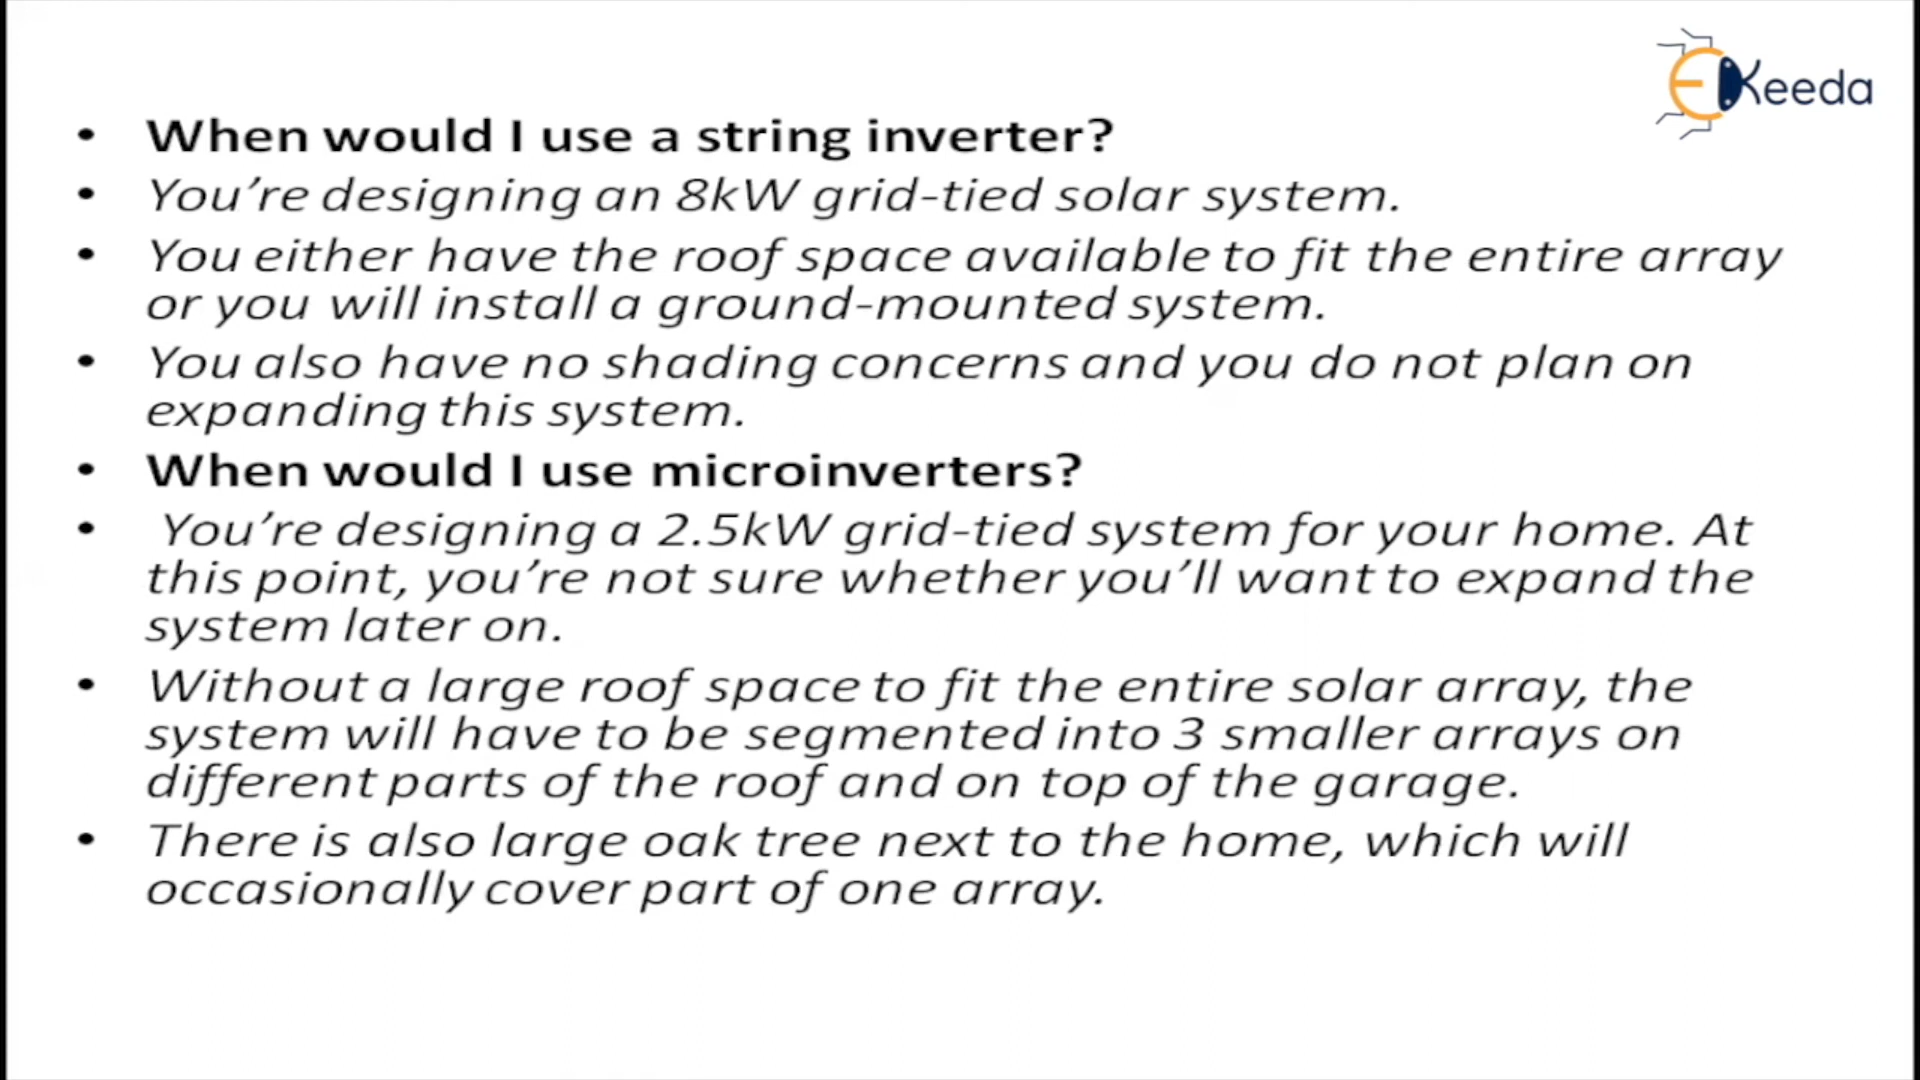 EKeeda
• When would I use a string inverter?
• You’re designing an 8kW grid-tied solar system.
• You either have the roof space available to fit the entire array
or you will install a ground-mounted system.
• You also have no shading concerns and you do not plan on
expanding this system.
• When would I use microinverters?
• You’re designing a 2.5kW grid-tied system for your home. At
this point, you’re not sure whether you’ll want to expand the
system later on.
• Without a large roof space to fit the entire solar array, the
system will have to be segmented into 3 smaller arrays on
different parts of the roof and on top of the garage.
• There is also large oak tree next to the home, which will
occasionally cover part of one array.